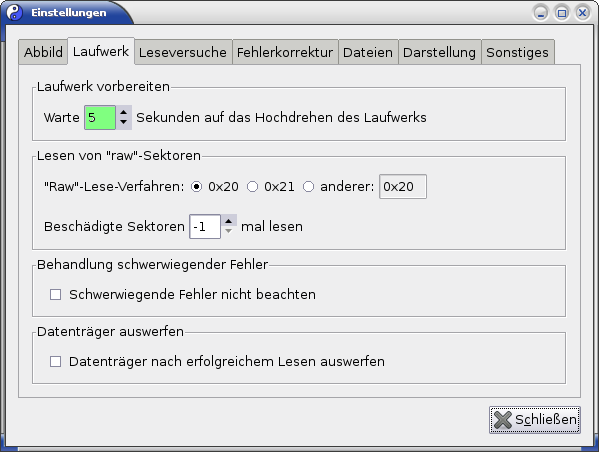 Einstellungen
Abbild Laufwerk Leseversuche Fehlerkorrektur Dateien Darstellung Sonstiges
Laufwerk vorbereiten
Warte 5 Sekunden auf das Hochdrehen des Laufwerks
Lesen von "raw"-Sektoren
"Raw"-Lese-Verfahren: 0x20 0x21 anderer: 0x20
Beschädigte Sektoren -1 mal lesen
Behandlung schwerwiegender Fehler
Schwerwiegende Fehler nicht beachten
Datenträger auswerfen
Datenträger nach erfolgreichem Lesen auswerfen
Schließen